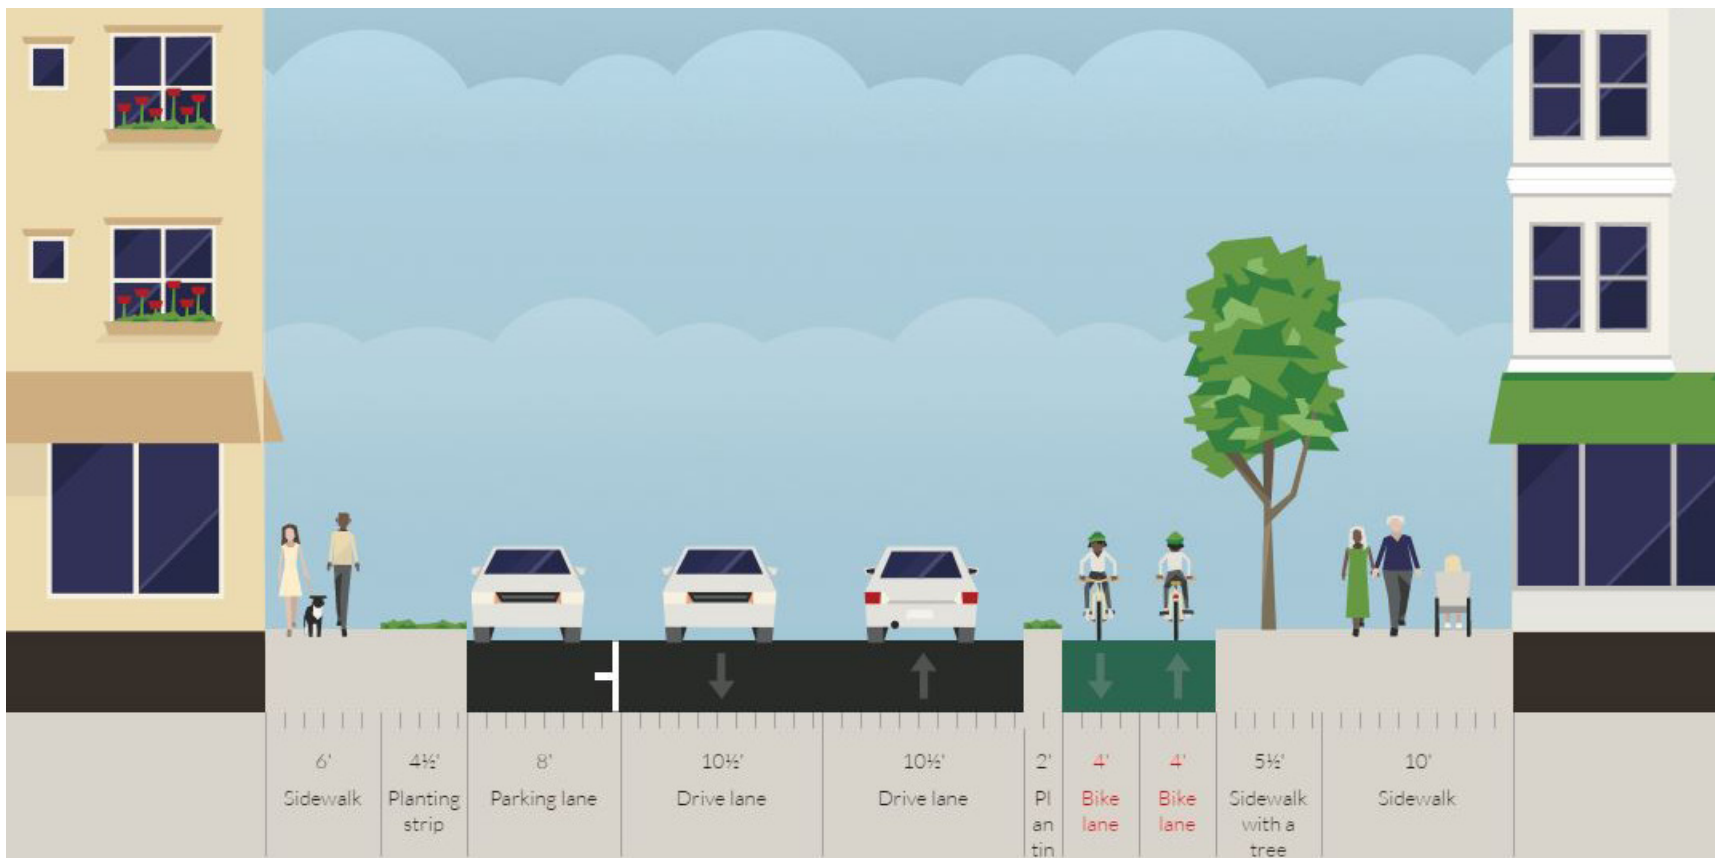 6' 4½' 8' 10½' 10½' 2' 4' 4' 5½' 10'
Sidewalk Planting Parking lane Drive lane Drive lane Pl Bike Bike Sidewalk Sidewalk
strip an lane lane with a
tin tree